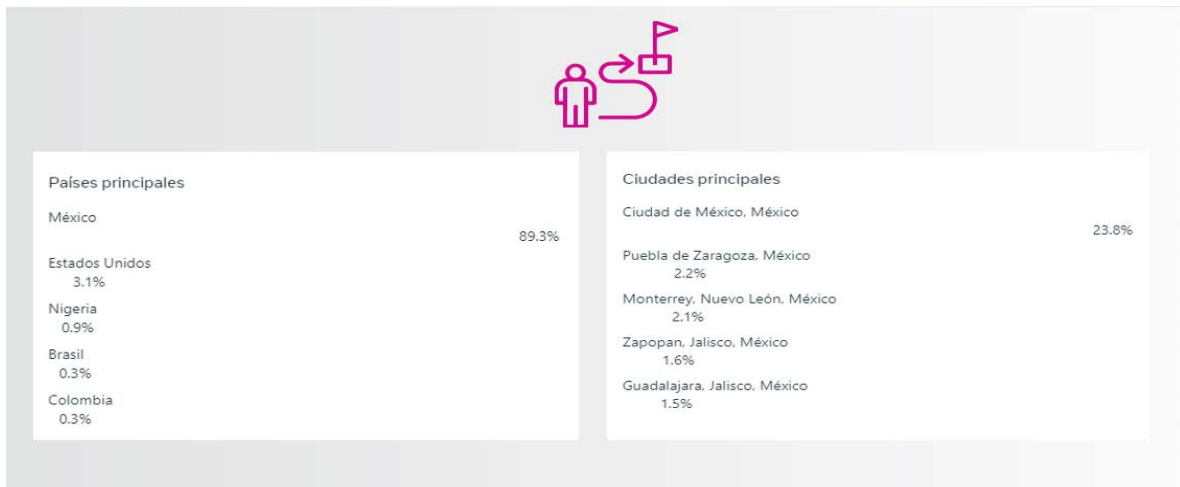 Países principales
México
89.3%
Estados Unidos
3.1%
Nigeria
0.9%
Brasil
0.3%
Colombia
0.3%
Ciudades principales
Ciudad de México, México
23.8%
Puebla de Zaragoza, México
2.2%
Monterrey, Nuevo León, México
2.1%
Zapopan, Jalisco, México
1.6%
Guadalajara, Jalisco, México
1.5%